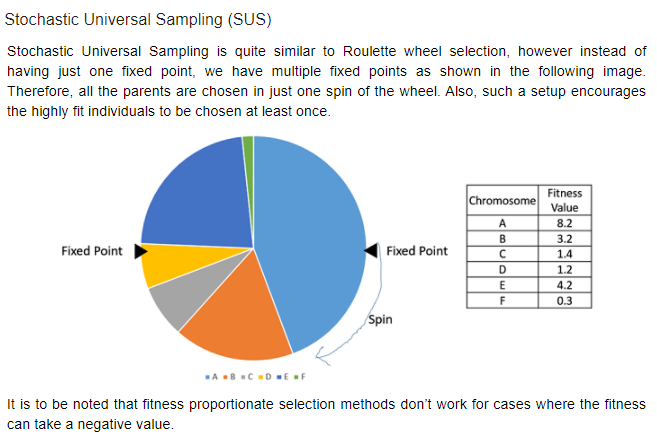 Stochastic Universal Sampling (SUS)
Stochastic Universal Sampling is quite similar to Roulette wheel selection, however instead of
having just one fixed point, we have multiple fixed points as shown in the following image.
Therefore, all the parents are chosen in just one spin of the wheel. Also, such a setup encourages
the highly fit individuals to be chosen at least once.
Fixed Point
Fixed Point
Spin
A B C D E F
Chromosome Fitness
Value
A 8.2
B 3.2
C 1.4
D 1.2
E 4.2
F 0.3
It is to be noted that fitness proportionate selection methods don’t work for cases where the fitness
can take a negative value.